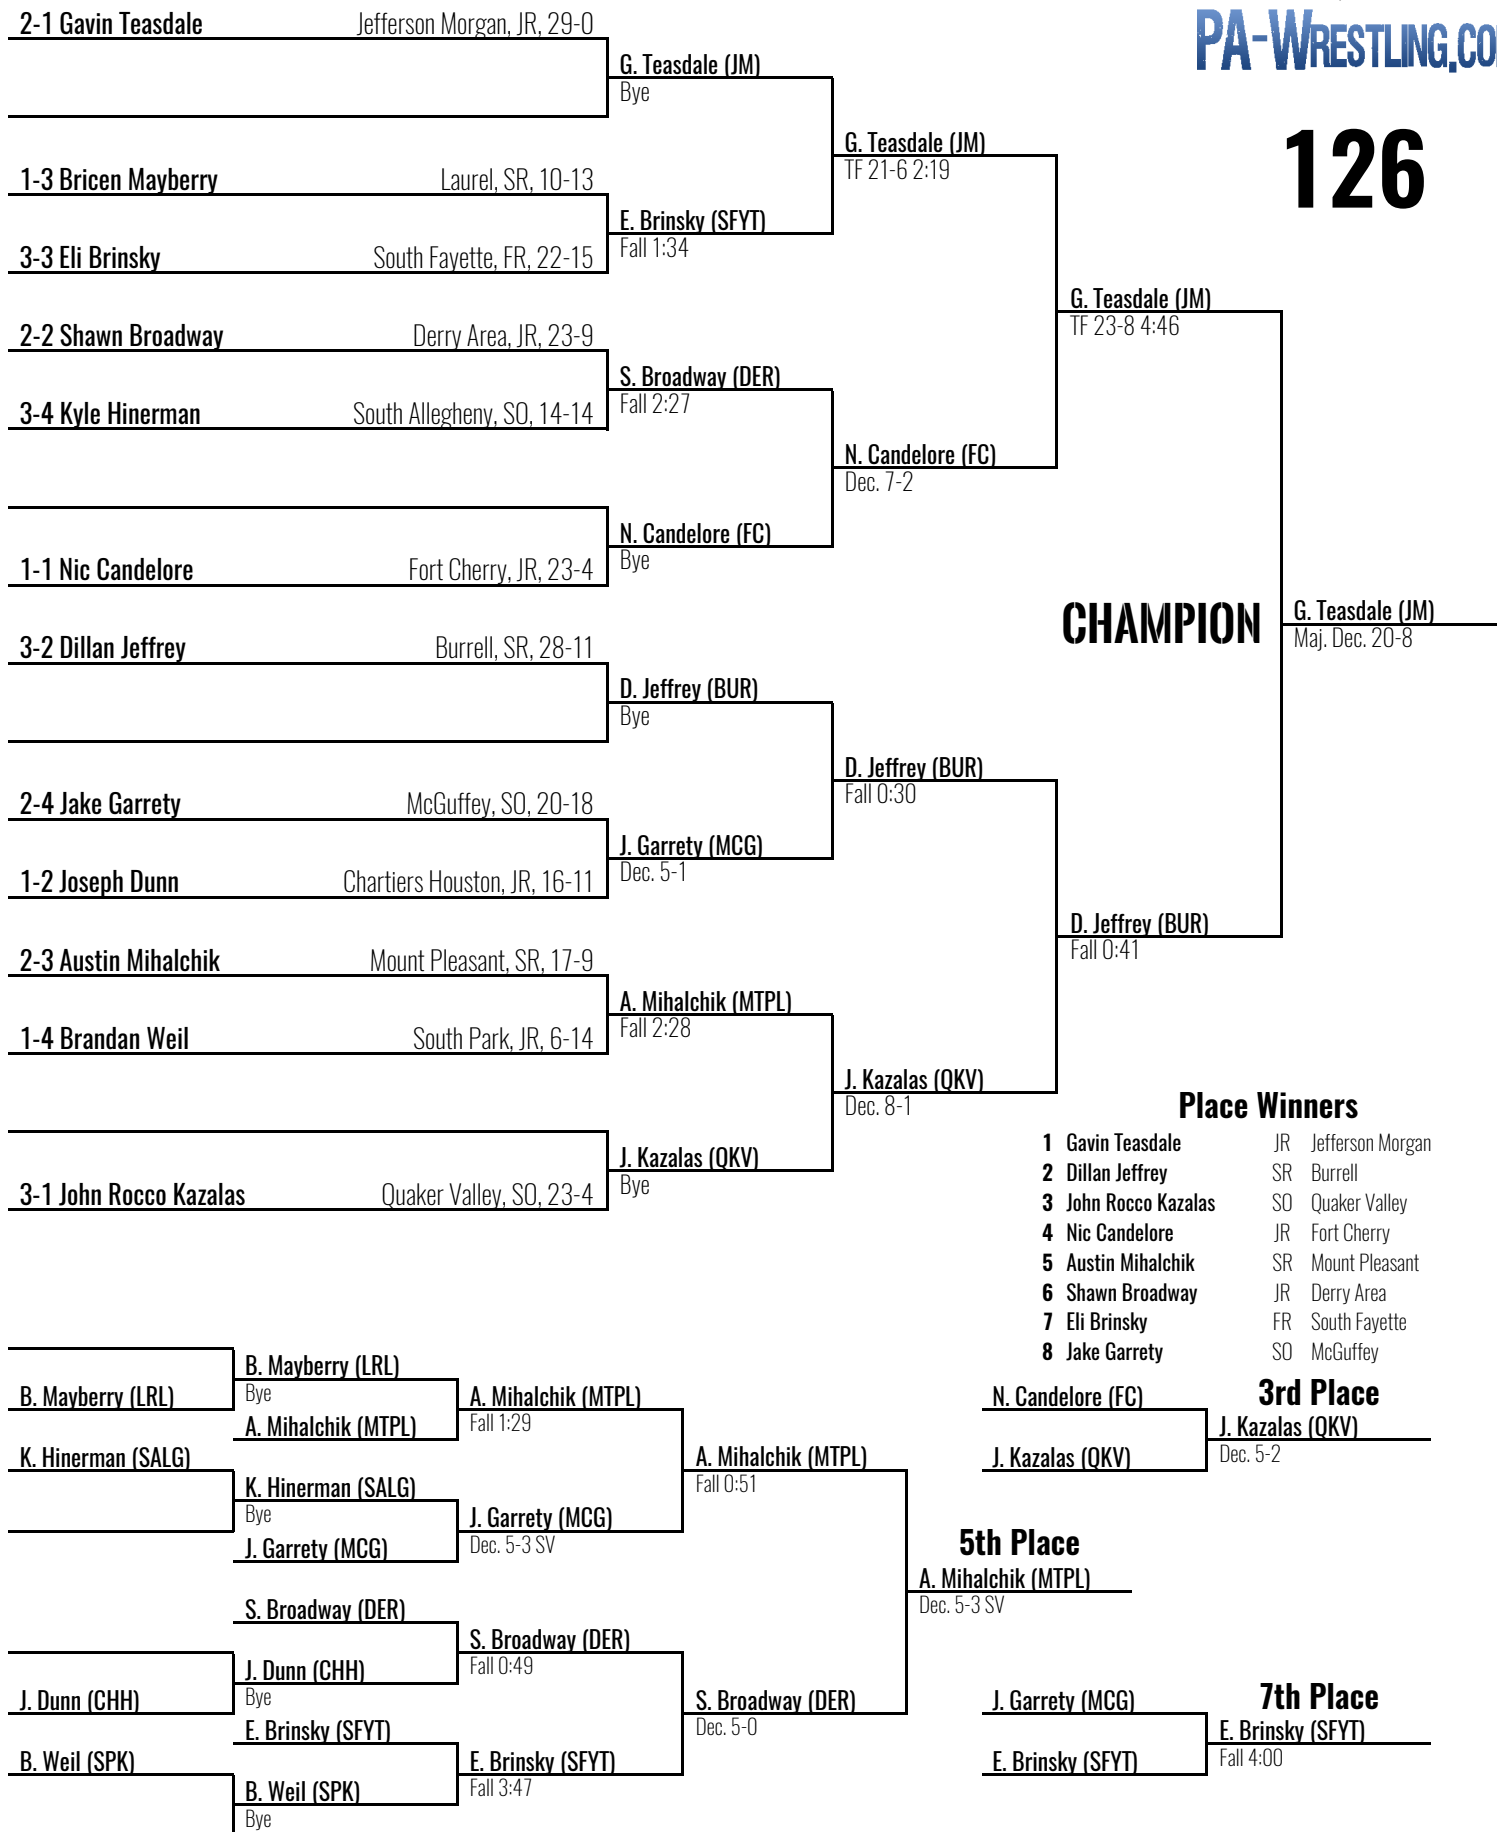 PA-WRESTLING.CO
126
2-1 Gavin Teasdale Jefferson Morgan, JR, 29-0
G. Teasdale (JM)
Bye
G. Teasdale (JM)
TF 21-6 2:19
1-3 Bricen Mayberry Laurel, SR, 10-13
E. Brinsky (SFYT)
Fall 1:34
3-3 Eli Brinsky South Fayette, FR, 22-15
G. Teasdale (JM)
TF 23-8 4:46
2-2 Shawn Broadway Derry Area, JR, 23-9
S. Broadway (DER)
Fall 2:27
3-4 Kyle Hinerman South Allegheny, SO, 14-14
N. Candelore (FC)
Dec. 7-2
N. Candelore (FC)
Bye
1-1 Nic Candelore Fort Cherry, JR, 23-4
CHAMPION
G. Teasdale (JM)
Maj. Dec. 20-8
3-2 Dillan Jeffrey Burrell, SR, 28-11
D. Jeffrey (BUR)
Bye
D. Jeffrey (BUR)
Fall 0:30
2-4 Jake Garrety McGuffey, SO, 20-18
J. Garrety (MCG)
Dec. 5-1
1-2 Joseph Dunn Chartiers Houston, JR, 16-11
D. Jeffrey (BUR)
Fall 0:41
2-3 Austin Mihalchik Mount Pleasant, SR, 17-9
A. Mihalchik (MTPL)
Fall 2:28
1-4 Brandan Weil South Park, JR, 6-14
J. Kazalas (QKV)
Dec. 8-1
J. Kazalas (QKV)
Bye
3-1 John Rocco Kazalas Quaker Valley, SO, 23-4
Place Winners
1 Gavin Teasdale JR Jefferson Morgan
2 Dillan Jeffrey SR Burrell
3 John Rocco Kazalas SO Quaker Valley
4 Nic Candelore JR Fort Cherry
5 Austin Mihalchik SR Mount Pleasant
6 Shawn Broadway JR Derry Area
7 Eli Brinsky FR South Fayette
8 Jake Garrety SO McGuffey
B. Mayberry (LRL)
Bye
B. Mayberry (LRL)
A. Mihalchik (MTPL)
Fall 1:29
A. Mihalchik (MTPL)
K. Hinerman (SALG)
A. Mihalchik (MTPL)
Fall 0:51
K. Hinerman (SALG)
Bye
J. Garrety (MCG)
Dec. 5-3 SV
J. Garrety (MCG)
N. Candelore (FC)
3rd Place
J. Kazalas (QKV)
Dec. 5-2
J. Kazalas (QKV)
5th Place
A. Mihalchik (MTPL)
Dec. 5-3 SV
S. Broadway (DER)
S. Broadway (DER)
Fall 0:49
J. Dunn (CHH)
Bye
J. Dunn (CHH)
S. Broadway (DER)
Dec. 5-0
E. Brinsky (SFYT)
B. Weil (SPK)
E. Brinsky (SFYT)
Fall 3:47
B. Weil (SPK)
Bye
J. Garrety (MCG)
7th Place
E. Brinsky (SFYT)
Fall 4:00
E. Brinsky (SFYT)